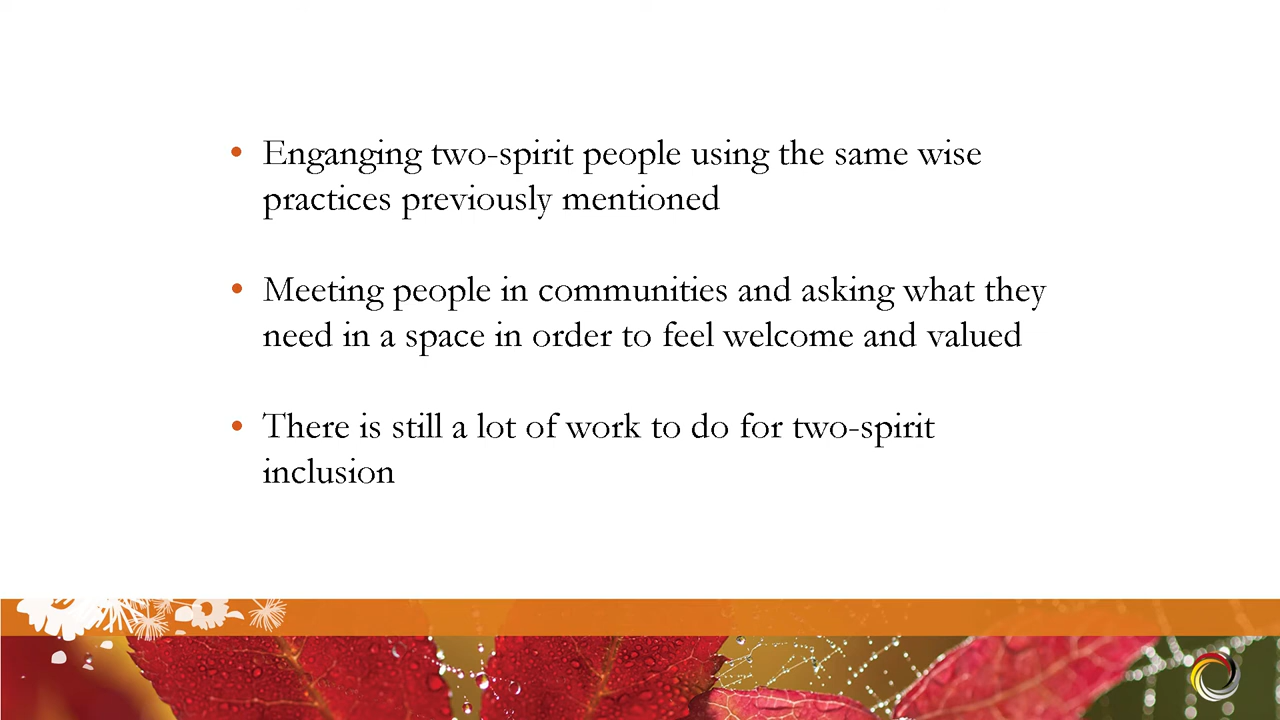 • Enganging two-spirit people using the same wise
practices previously mentioned
• Meeting people in communities and asking what they
need in a space in order to feel welcome and valued
• There is still a lot of work to do for two-spirit
inclusion